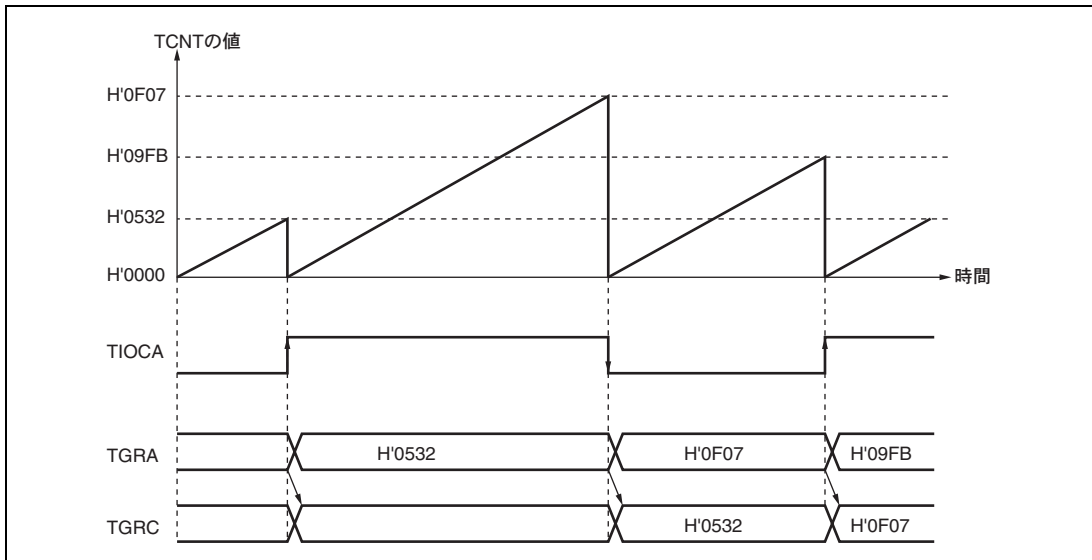 TCNTの値
H'0F07
H'09FB
H'0532
H'0000
時間
TIOCA
TGRA
H'0532
H'0F07
H'09FB
TGRC
H'0532
H'0F07